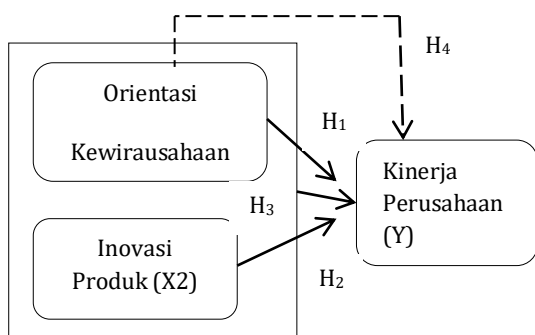 Orientasi
Kewirausahaan
Inovasi
Produk (X2)
H1
H3
H2
H4
Kinerja
Perusahaan
(Y)